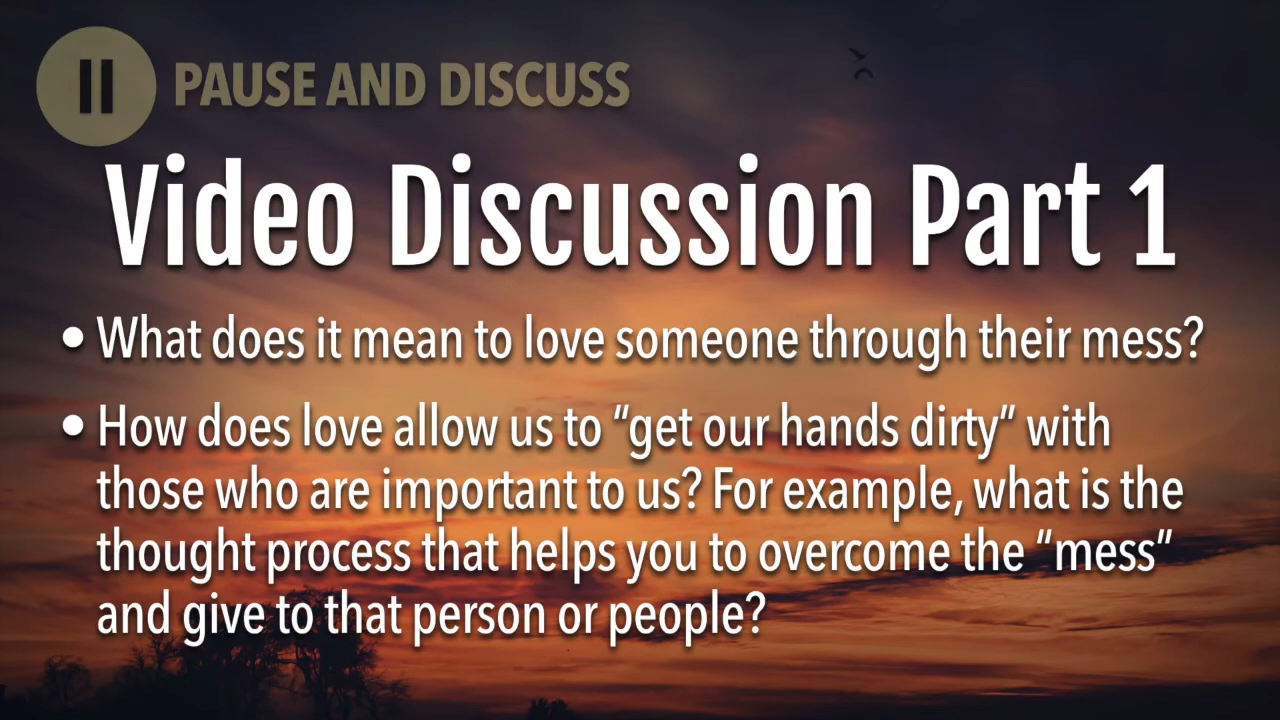 PAUSE AND DISCUSS
Video Discussion Part 1
• What does it mean to love someone through their mess?
• How does love allow us to “get our hands dirty” with
those who are important to us? For example, what is the
thought process that helps you to overcome the “mess”
and give to that person or people?